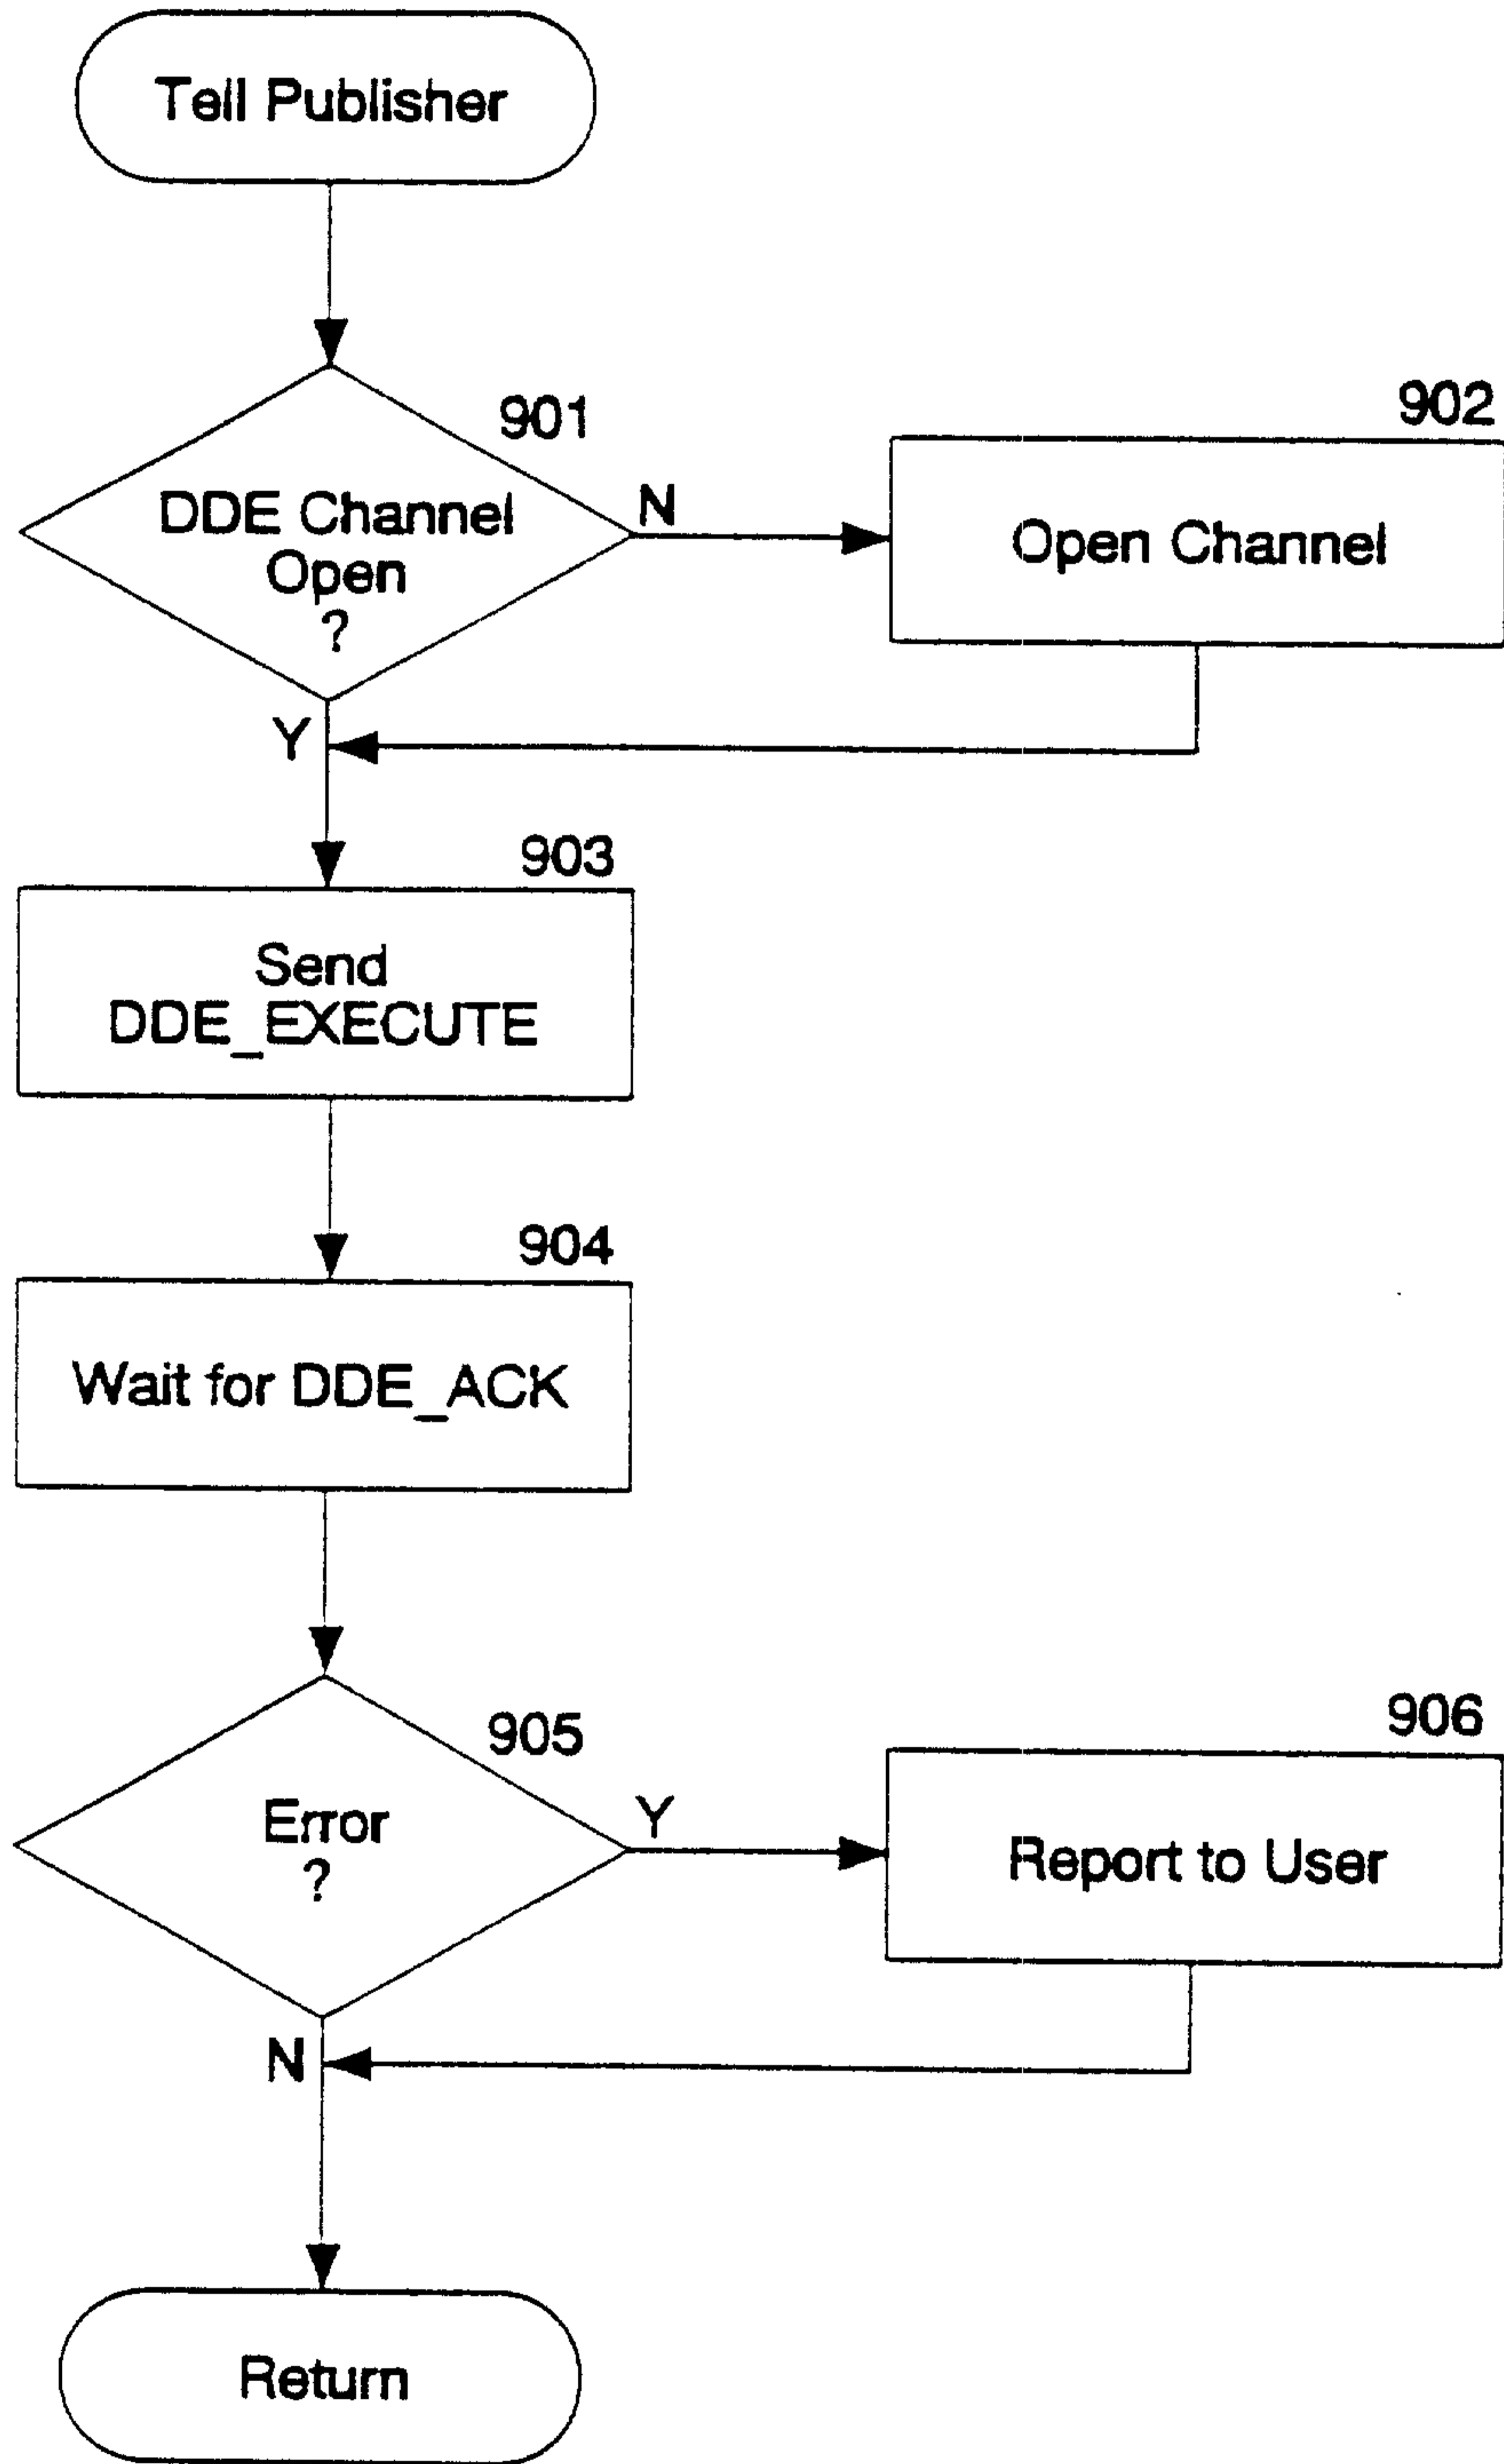 Tell Publisher
901
902
DDE Channel
Open
?
N
Open Channel
Y
903
Send
DDE_EXECUTE
904
Wait for DDE_ACK
905
906
Error
?
Y
Report to User
N
Return